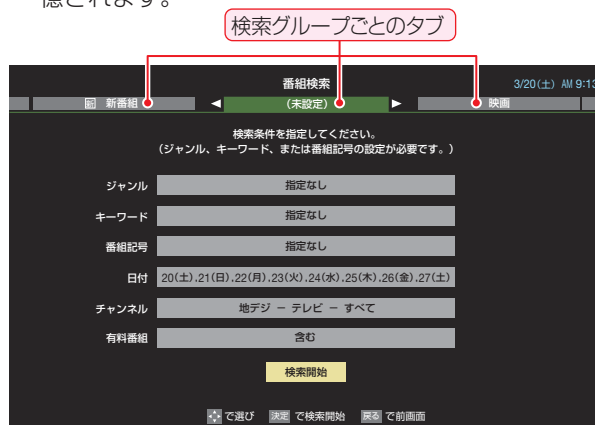 憶されます。
検索グループごとのタブ
番組検索
3/20(土) AM 9:13
新 新番組
◀ (未設定) ▶
映画
検索条件を指定してください。
(ジャンル、キーワード、または番組記号の設定が必要です。)
ジャンル 指定なし
キーワード 指定なし
番組記号 指定なし
日付 20(土).21(日).22(月).23(火).24(水).25(木).26(金).27(土)
チャンネル 地デジ － テレビ － すべて
有料番組 含む
検索開始
で選び 決定 で検索開始 戻る で前画面